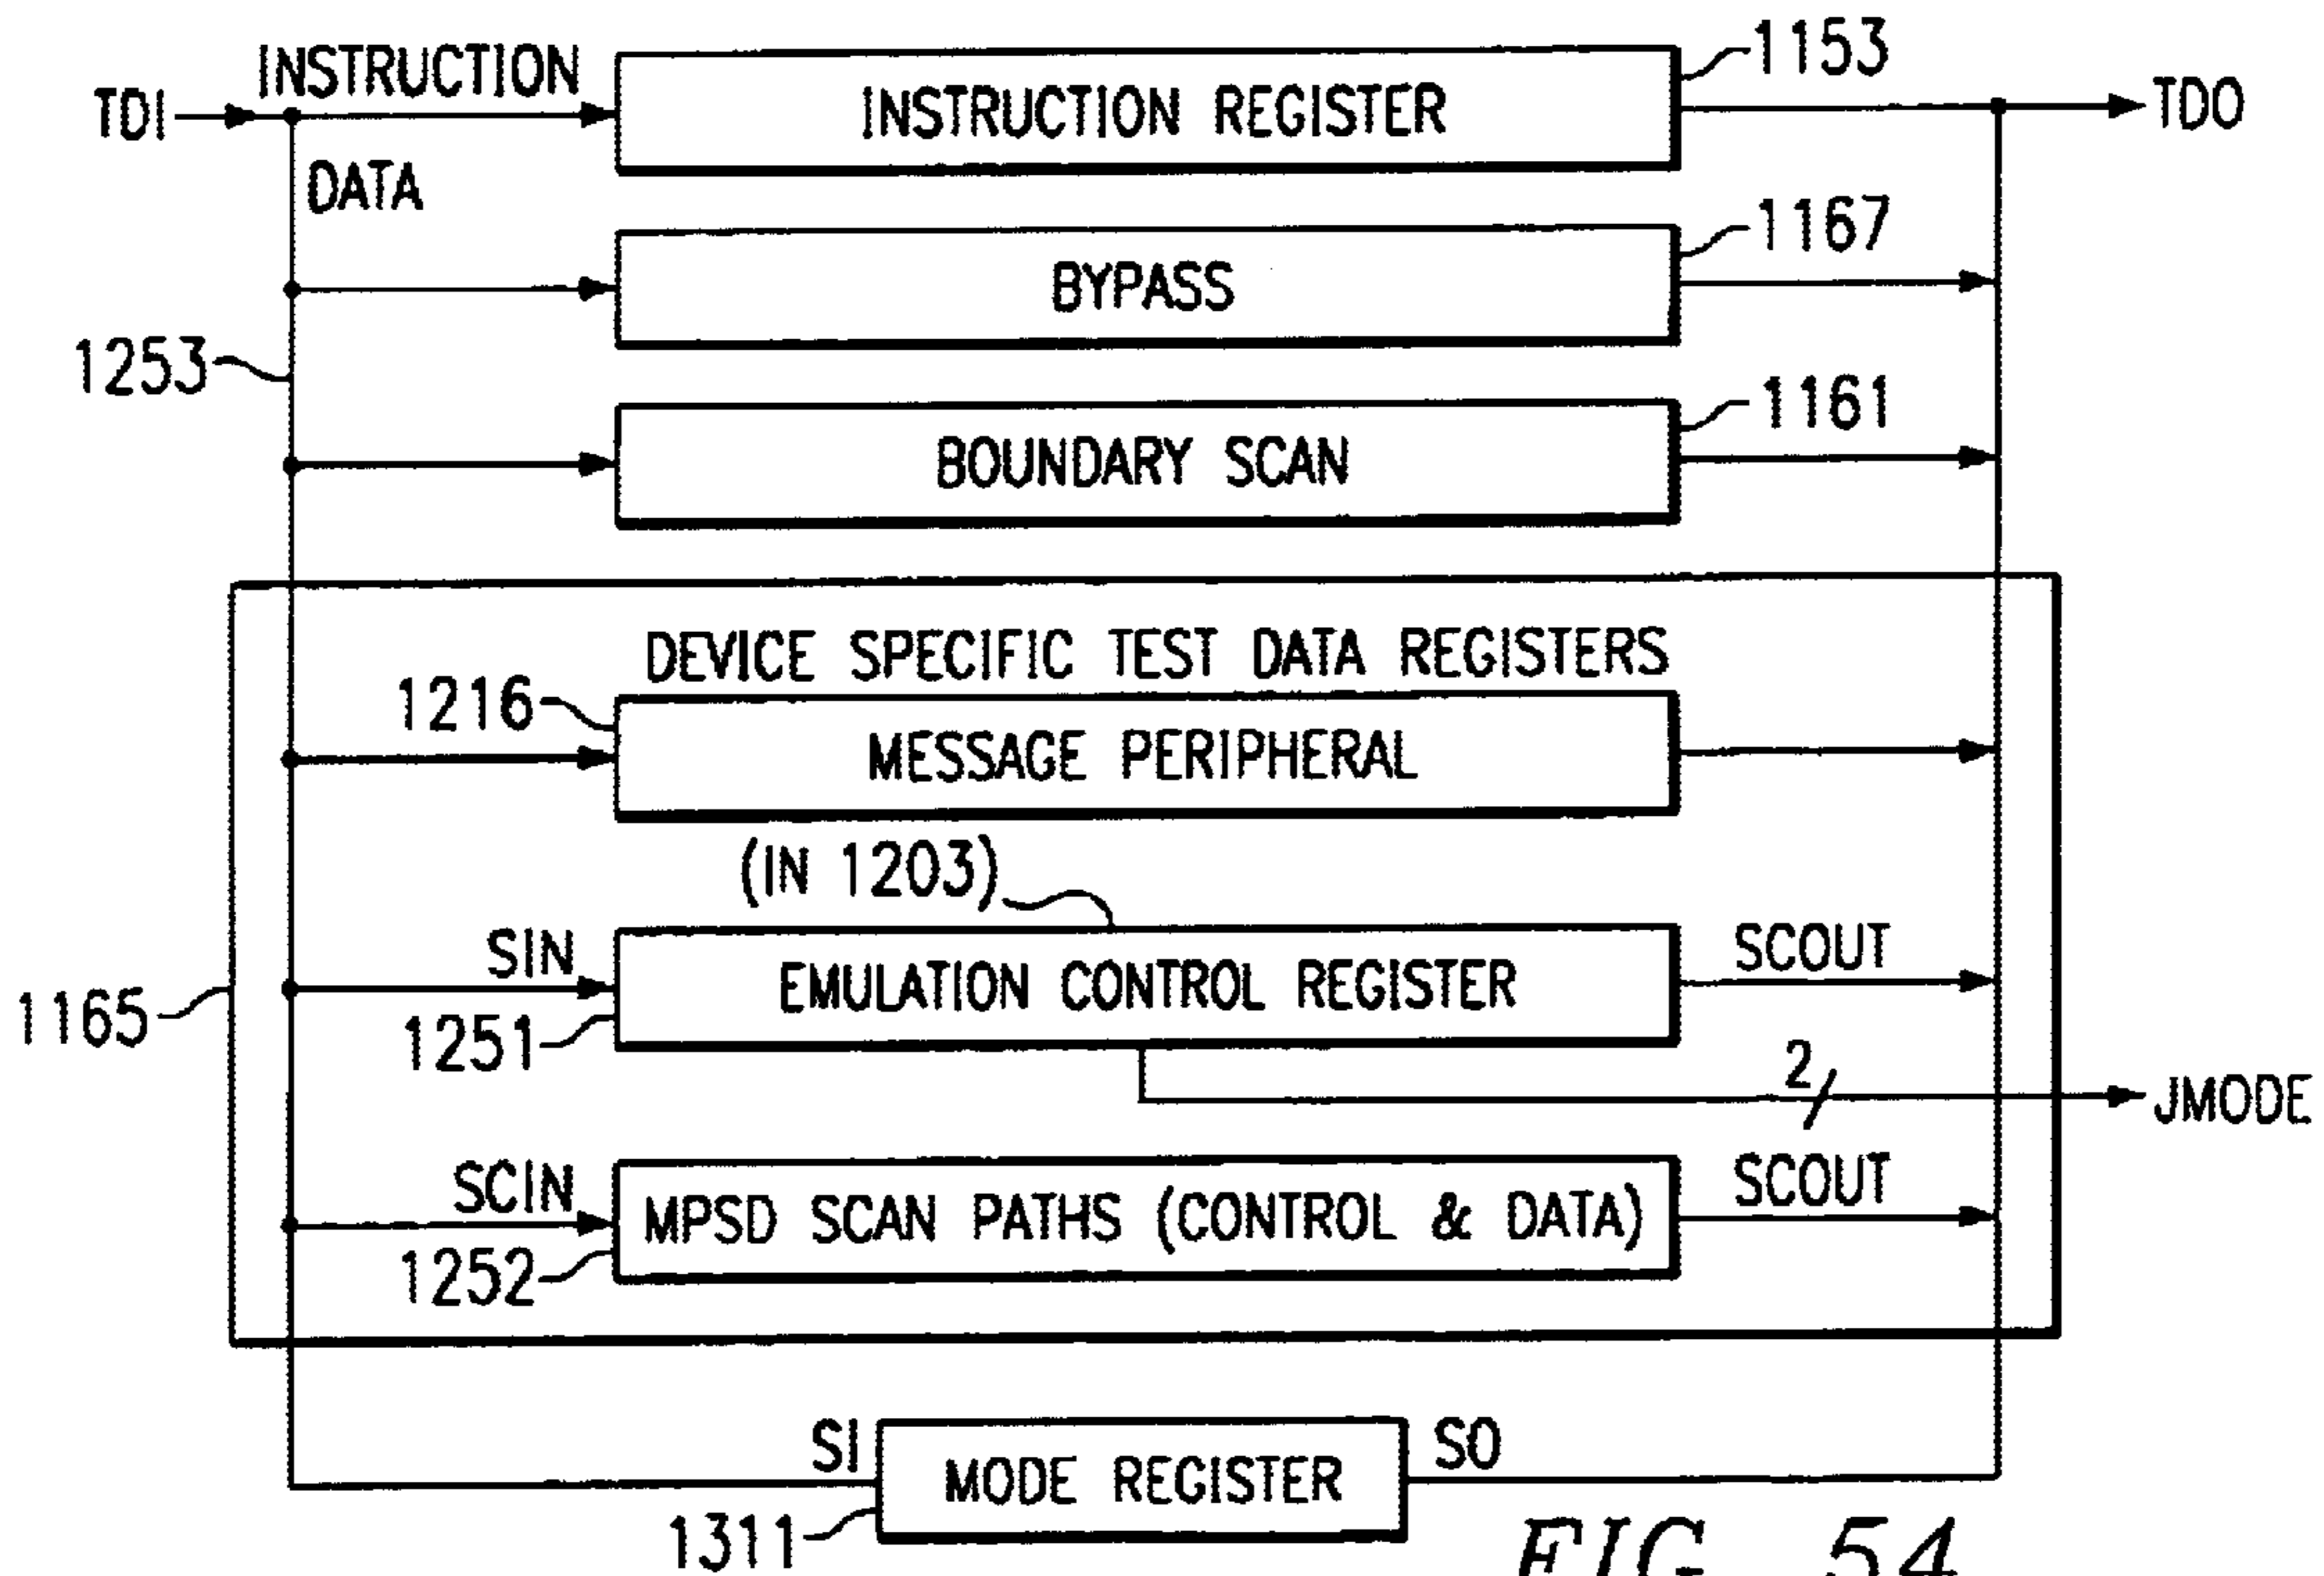 INSTRUCTION
1153
TDI
INSTRUCTION REGISTER
TDO
DATA
1167
BYPASS
1253
1161
BOUNDARY SCAN
DEVICE SPECIFIC TEST DATA REGISTERS
1216
MESSAGE PERIPHERAL
(IN 1203)
SIN
SCOUT
EMULATION CONTROL REGISTER
1165
1251
2
JMODE
SCIN
SCOUT
MPSD SCAN PATHS (CONTROL & DATA)
1252
SI
SO
MODE REGISTER
1311
FIG. 54